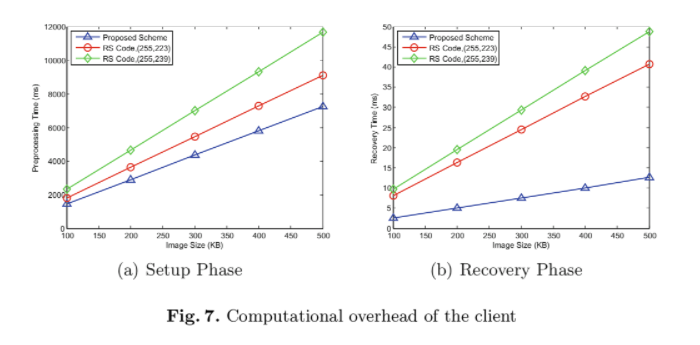 12000
10000
8000
6000
4000
2000
0
Preprocessing Time (ms)
Proposed Scheme
RS Code,(255,223)
RS Code,(255,239)
100 150 200 250 300 350 400 450 500
Image Size (KB)
(a) Setup Phase
50
45
40
35
30
25
20
15
10
5
0
Recovery Time (ms)
Proposed Scheme
RS Code,(255,223)
RS Code,(255,239)
100 150 200 250 300 350 400 450 500
Image Size (KB)
(b) Recovery Phase
Fig. 7. Computational overhead of the client